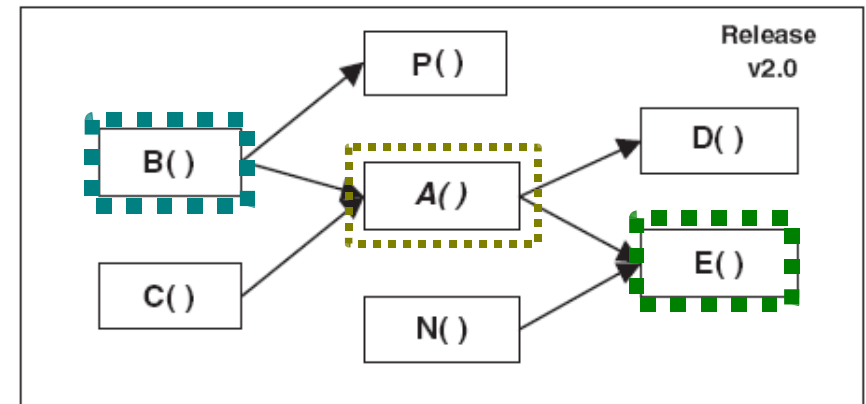 Release
v2.0
P( )
B( )
A( )
D( )
E( )
C( )
N( )